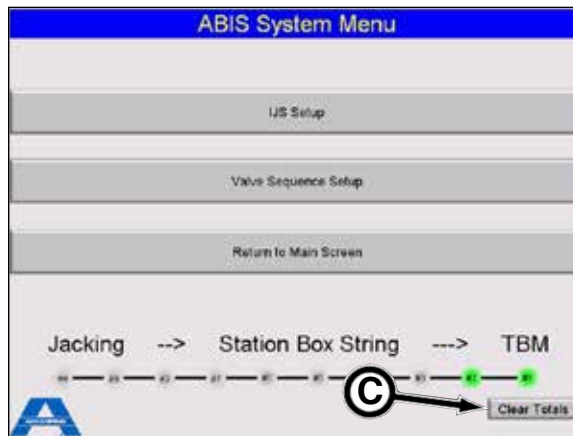 ABIS System Menu
IJS Setup
Valve Sequence Setup
Return to Main Screen
Jacking --> Station Box String ---> TBM
C
Clear Totals